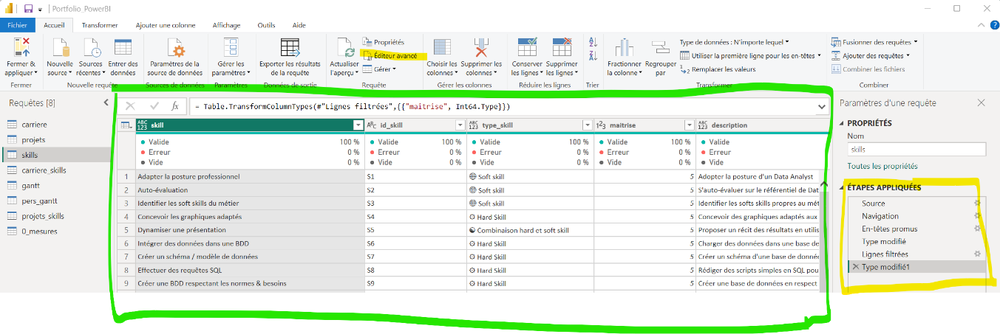 Portfolio_PowerBI
Fichier Accueil Transformer Ajouter une colonne Affichage Outils Aide
Fermer & appliquer
Fermer
Nouvelle source
Sources récentes
Entrer des données
Nouvelle requête
Paramètres de la source de données
Sources de données
Gérer les paramètres
Paramètres
Exporter les résultats de la requête
Données de sortie
Actualiser l'aperçu
Propriétés
Éditeur avancé
Gérer
Requête
Choisir les colonnes
Supprimer les colonnes
Gérer les colonnes
Conserver les lignes
Supprimer les lignes
Réduire les lignes
Trier
Fractionner la colonne
Regrouper par
Type de données : N'importe lequel
Utiliser la première ligne pour les en-têtes
Remplacer les valeurs
Transformer
Fusionner des requêtes
Ajouter des requêtes
Combiner les fichiers
Combiner
Requêtes [8]
carriere
projets
skills
carriere_skills
gantt
pers_gantt
projets_skills
0_mesures
fx = Table.TransformColumnTypes(#"Lignes filtrées",{{"maitrise", Int64.Type}})
ABC 123 skill ABC id_skill ABC 123 type_skill 123 maitrise ABC 123 description
Valide 100 % Valide 100 % Valide 100 % Valide 100 % Valide
Erreur 0 % Erreur 0 % Erreur 0 % Erreur 0 % Erreur
Vide 0 % Vide 0 % Vide 0 % Vide 0 % Vide
1 Adapter la posture professionnel S1 Soft skill 5 Adopter la posture d'un Data Analyst
2 Auto-évaluation S2 Soft skill 5 S'auto-évaluer sur le référentiel de Dat
3 Identifier les soft skills du métier S3 Soft skill 5 Identifier les softs skills propres au mét
4 Concevoir les graphiques adaptés S4 Hard Skill 5 Concevoir des graphiques adaptés aux
5 Dynamiser une présentation S5 Combinaison hard et soft skill 5 Proposer un récit des résultats en utilis
6 Intégrer des données dans une BDD S6 Hard Skill 5 Charger des données dans une base de
7 Créer un schéma / modèle de données S7 Hard Skill 5 Créer un schéma d'une base de donnée
8 Effectuer des requêtes SQL S8 Hard Skill 5 Rédiger des scripts simples en SQL pou
9 Créer une BDD respectant les normes & besoins S9 Hard Skill 5 Créer une base de données en respect
Paramètres d'une requête
PROPRIÉTÉS
Nom
skills
Toutes les propriétés
ÉTAPES APPLIQUÉES
Source
Navigation
En-têtes promus
Type modifié
Lignes filtrées
Type modifié1